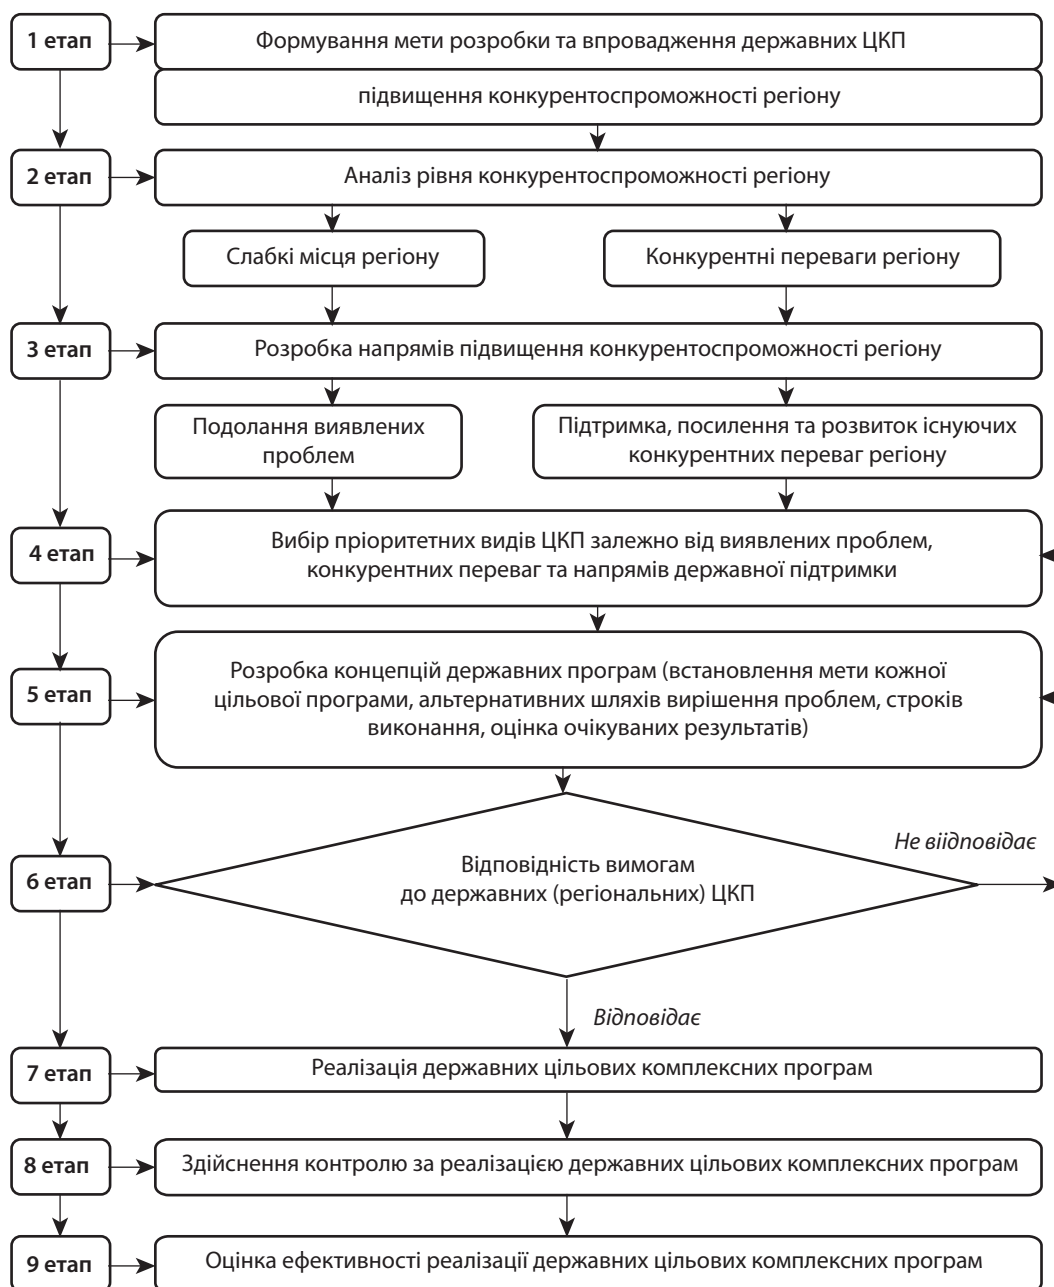 1 етап
Формування мети розробки та впровадження державних ЦКП
підвищення конкурентоспроможності регіону
2 етап
Аналіз рівня конкурентоспроможності регіону
Слабкі місця регіону
Конкурентні переваги регіону
3 етап
Розробка напрямів підвищення конкурентоспроможності регіону
Подолання виявлених
проблем
Підтримка, посилення та розвиток існуючих
конкурентних переваг регіону
4 етап
Вибір пріоритетних видів ЦКП залежно від виявлених проблем,
конкурентних переваг та напрямів державної підтримки
5 етап
Розробка концепцій державних програм (встановлення мети кожної
цільової програми, альтернативних шляхів вирішення проблем, строків
виконання, оцінка очікуваних результатів)
6 етап
Відповідність вимогам
до державних (регіональних) ЦКП
Не віідповідає
Відповідає
7 етап
Реалізація державних цільових комплексних програм
8 етап
Здійснення контролю за реалізацією державних цільових комплексних програм
9 етап
Оцінка ефективності реалізації державних цільових комплексних програм